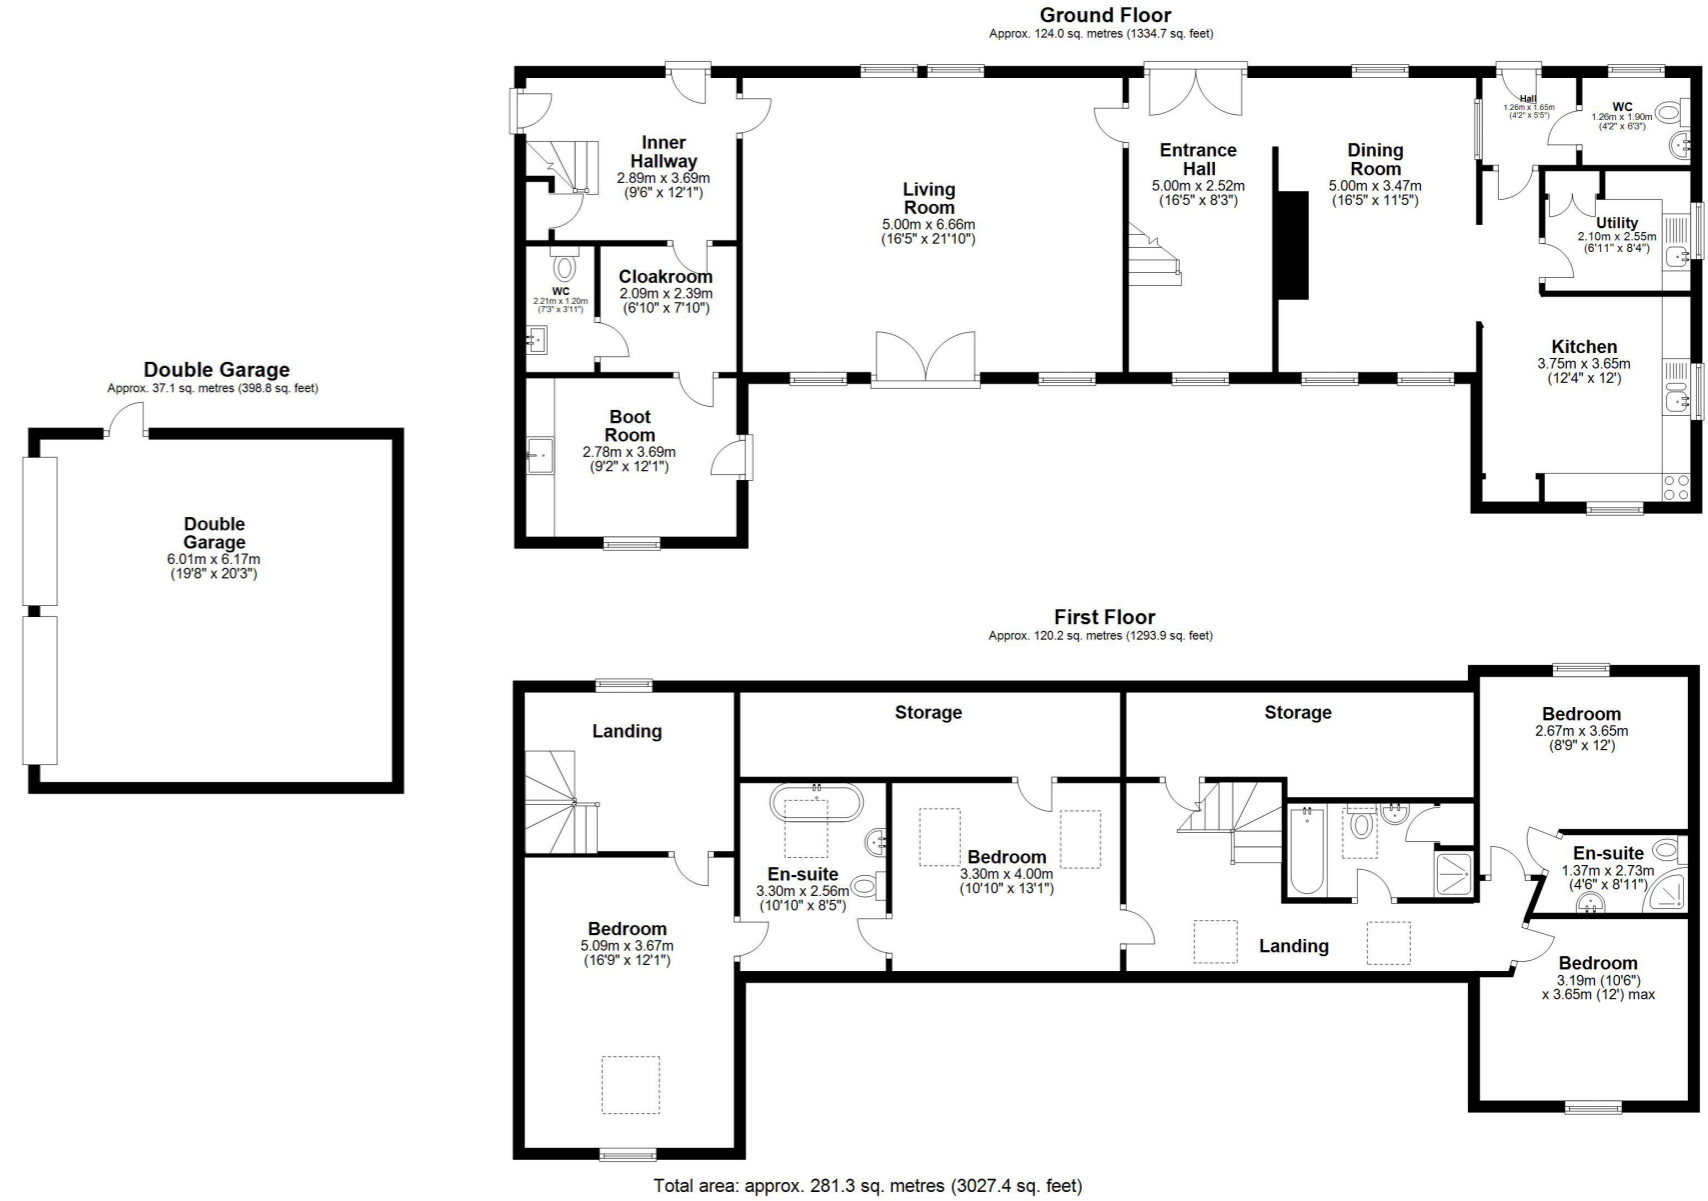 Ground Floor
Approx. 124.0 sq. metres (1334.7 sq. feet)
Inner
Hallway
2.89m x 3.69m
(9'6" x 12'1")
Living
Room
5.00m x 6.66m
(16'5" x 21'10")
Entrance
Hall
5.00m x 2.52m
(16'5" x 8'3")
Dining
Room
5.00m x 3.47m
(16'5" x 11'5")
Hall
1.26m x 1.65m
(4'2" x 5'5")
WC
1.26m x 1.90m
(4'2" x 6'3")
Utility
2.10m x 2.55m
(6'11" x 8'4")
WC
2.21m x 1.20m
(7'3" x 3'11")
Cloakroom
2.09m x 2.39m
(6'10" x 7'10")
Kitchen
3.75m x 3.65m
(12'4" x 12')
Boot
Room
2.78m x 3.69m
(9'2" x 12'1")
Double Garage
Approx. 37.1 sq. metres (398.8 sq. feet)
Double
Garage
6.01m x 6.17m
(19'8" x 20'3")
First Floor
Approx. 120.2 sq. metres (1293.9 sq. feet)
Landing
Storage
Storage
Bedroom
2.67m x 3.65m
(8'9" x 12')
En-suite
3.30m x 2.56m
(10'10" x 8'5")
Bedroom
3.30m x 4.00m
(10'10" x 13'1")
En-suite
1.37m x 2.73m
(4'6" x 8'11")
Bedroom
5.09m x 3.67m
(16'9" x 12'1")
Landing
Bedroom
3.19m (10'6")
x 3.65m (12') max
Total area: approx. 281.3 sq. metres (3027.4 sq. feet)